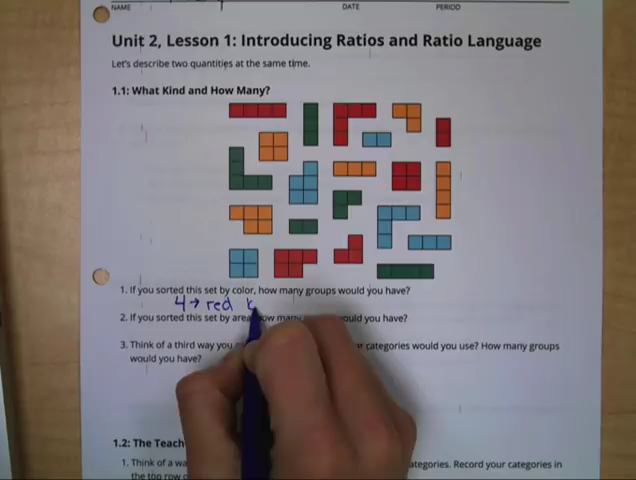 NAME DATE PERIOD
Unit 2, Lesson 1: Introducing Ratios and Ratio Language
Let's describe two quantities at the same time.
1.1: What Kind and How Many?
1. If you sorted this set by color, how many groups would you have?
4 → red
2. If you sorted this set by area, how many would you have?
3. Think of a third way you categories would you use? How many groups
would you have?
1.2: The Teach
1. Think of a wa ategories. Record your categories in
the top row o